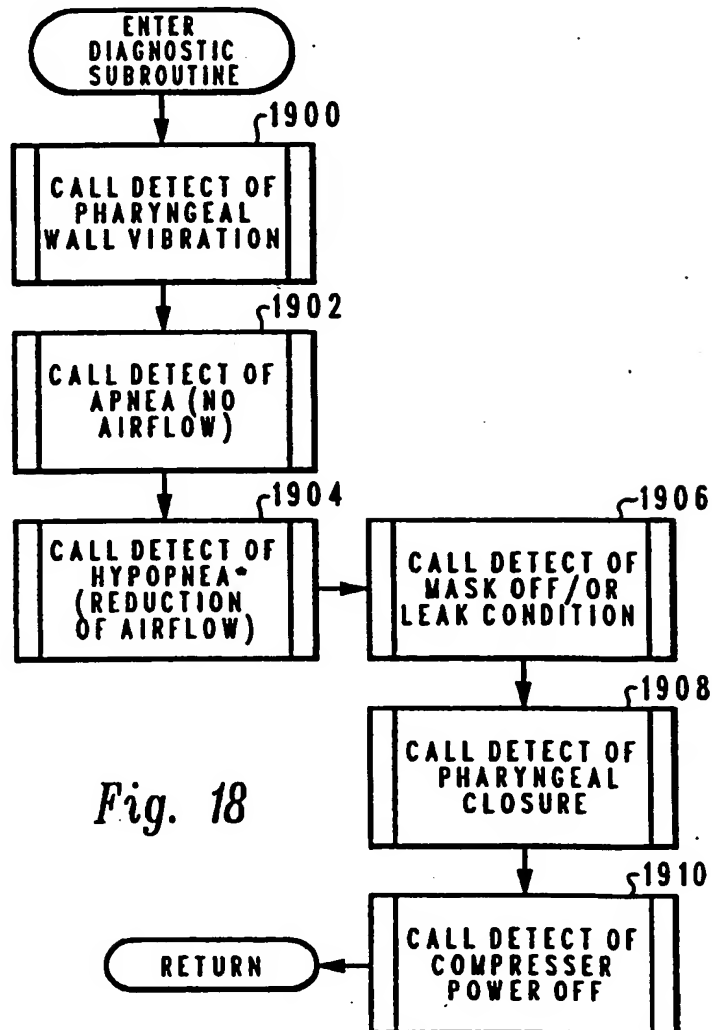 ENTER
DIAGNOSTIC
SUBROUTINE
1900
CALL DETECT OF
PHARYNGEAL
WALL VIBRATION
1902
CALL DETECT OF
APNEA (NO
AIRFLOW)
1904
CALL DETECT OF
HYPOPNEA*
(REDUCTION
OF AIRFLOW)
1906
CALL DETECT OF
MASK OFF/OR
LEAK CONDITION
1908
CALL DETECT OF
PHARYNGEAL
CLOSURE
1910
CALL DETECT OF
COMPRESSER
POWER OFF
RETURN
Fig. 18